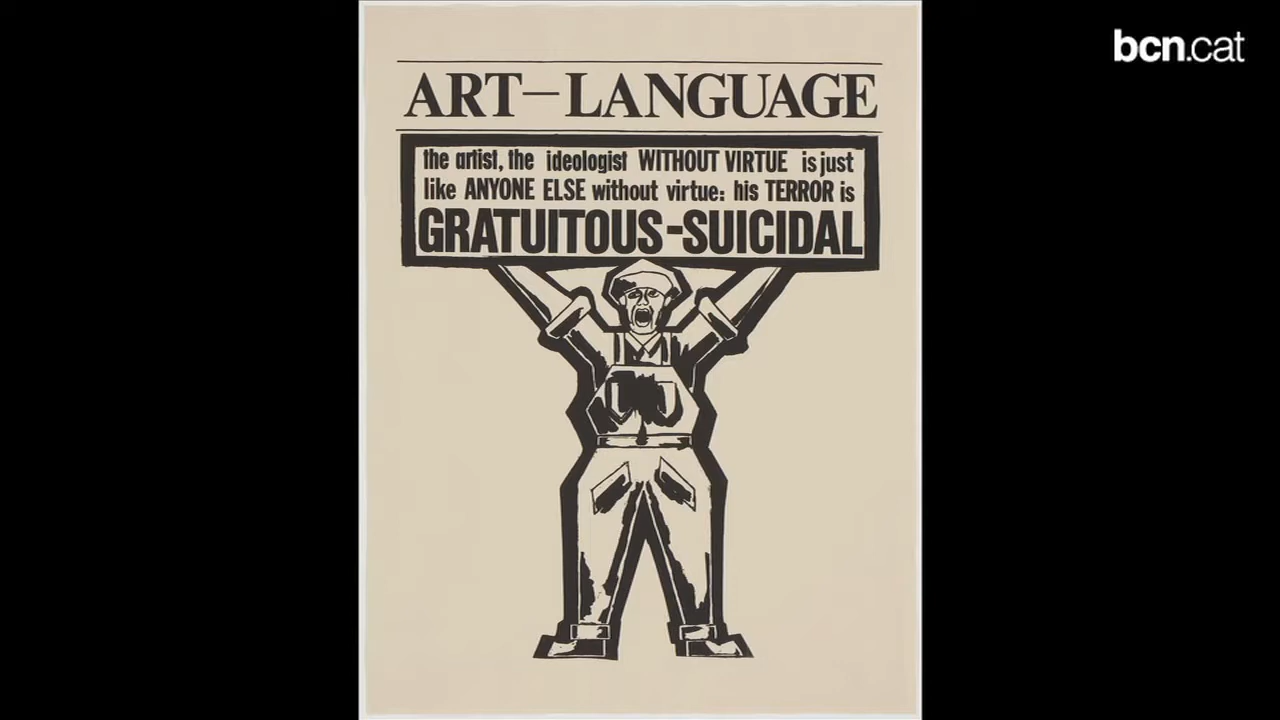 bcn.cat
ART—LANGUAGE
the artist, the ideologist WITHOUT VIRTUE is just
like ANYONE ELSE without virtue: his TERROR is
GRATUITOUS-SUICIDAL